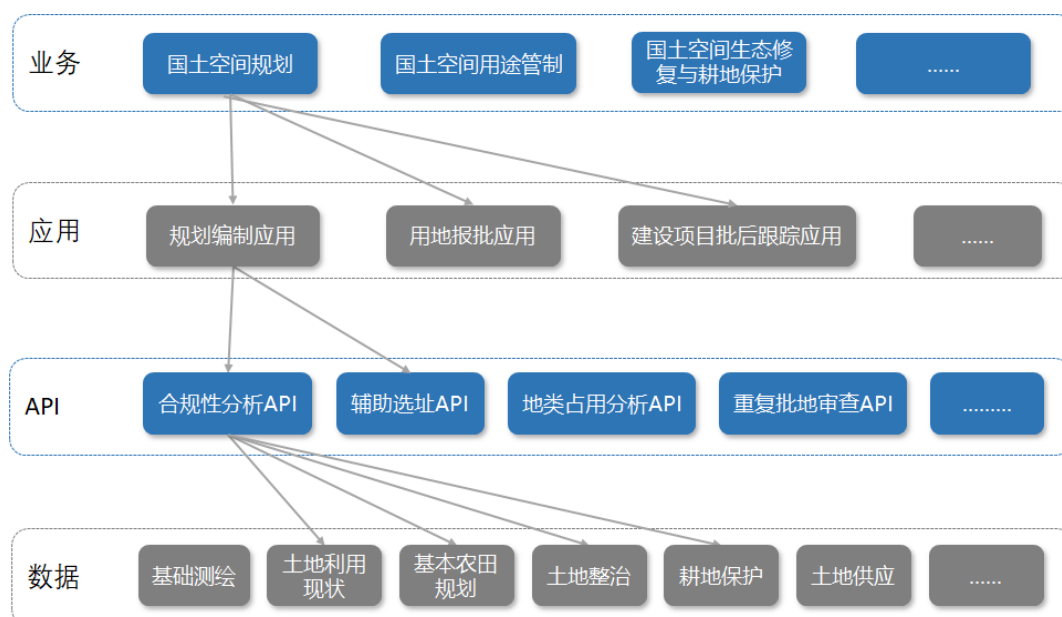 业务
国土空间规划
国土空间用途管制
国土空间生态修
复与耕地保护
......
应用
规划编制应用
用地报批应用
建设项目批后跟踪应用
......
API
合规性分析API
辅助选址API
地类占用分析API
重复批地审查API
.........
数据
基础测绘
土地利用
现状
基本农田
规划
土地整治
耕地保护
土地供应
......